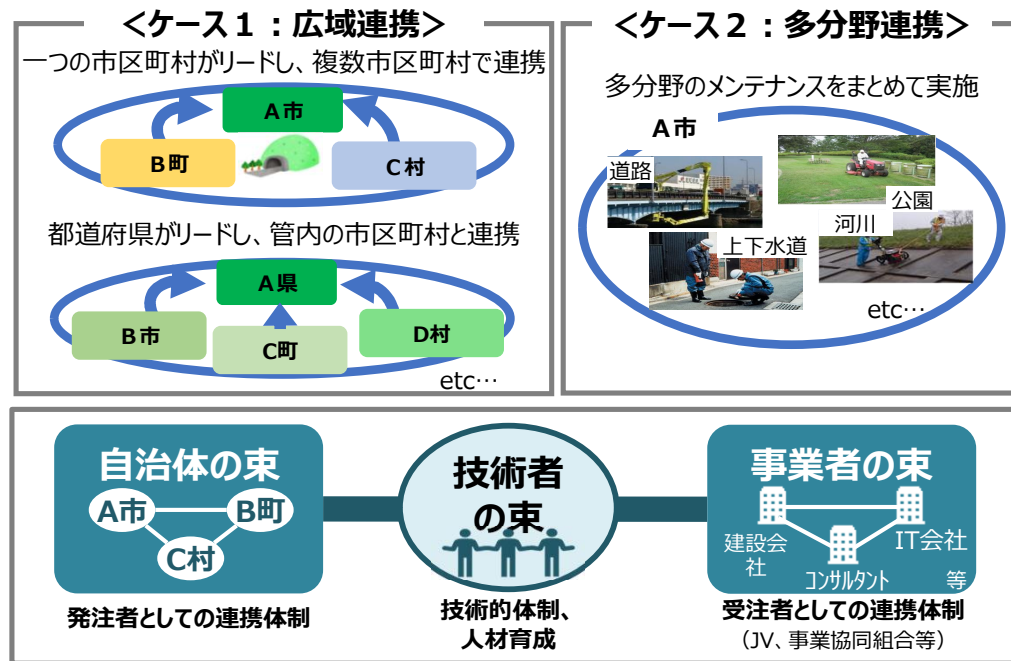 ＜ケース１：広域連携＞
一つの市区町村がリードし、複数市区町村で連携
A市
B町
C村
都道府県がリードし、管内の市区町村と連携
A県
B市
C町
D村
etc…
＜ケース２：多分野連携＞
多分野のメンテナンスをまとめて実施
A市
道路
公園
河川
上下水道
etc…
自治体の束
A市
B町
C村
発注者としての連携体制
技術者
の束
技術的体制、
人材育成
事業者の束
建設会
社
IT会社
コンサルタント
等
受注者としての連携体制
（JV、事業協同組合等）